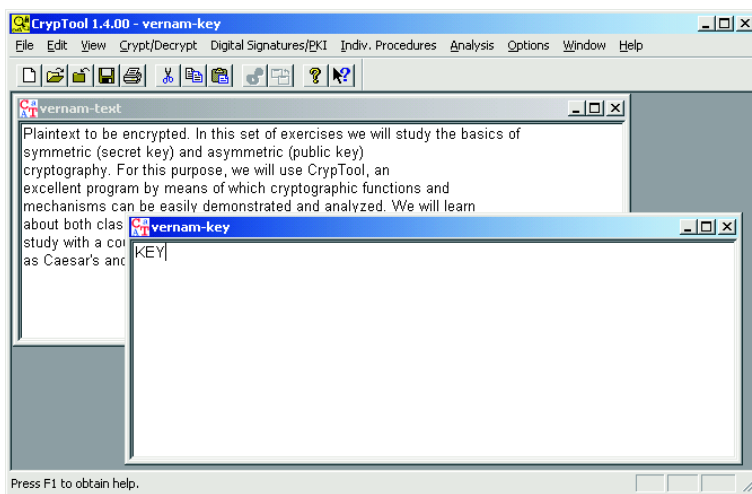 CrypTool 1.4.00 - vernam-key
File Edit View Crypt/Decrypt Digital Signatures/PKI Indiv. Procedures Analysis Options Window Help
vernam-text
Plaintext to be encrypted. In this set of exercises we will study the basics of
symmetric (secret key) and asymmetric (public key)
cryptography. For this purpose, we will use CrypTool, an
excellent program by means of which cryptographic functions and
mechanisms can be easily demonstrated and analyzed. We will learn
about both clas
study with a cou
as Caesar's and
vernam-key
KEY
Press F1 to obtain help.